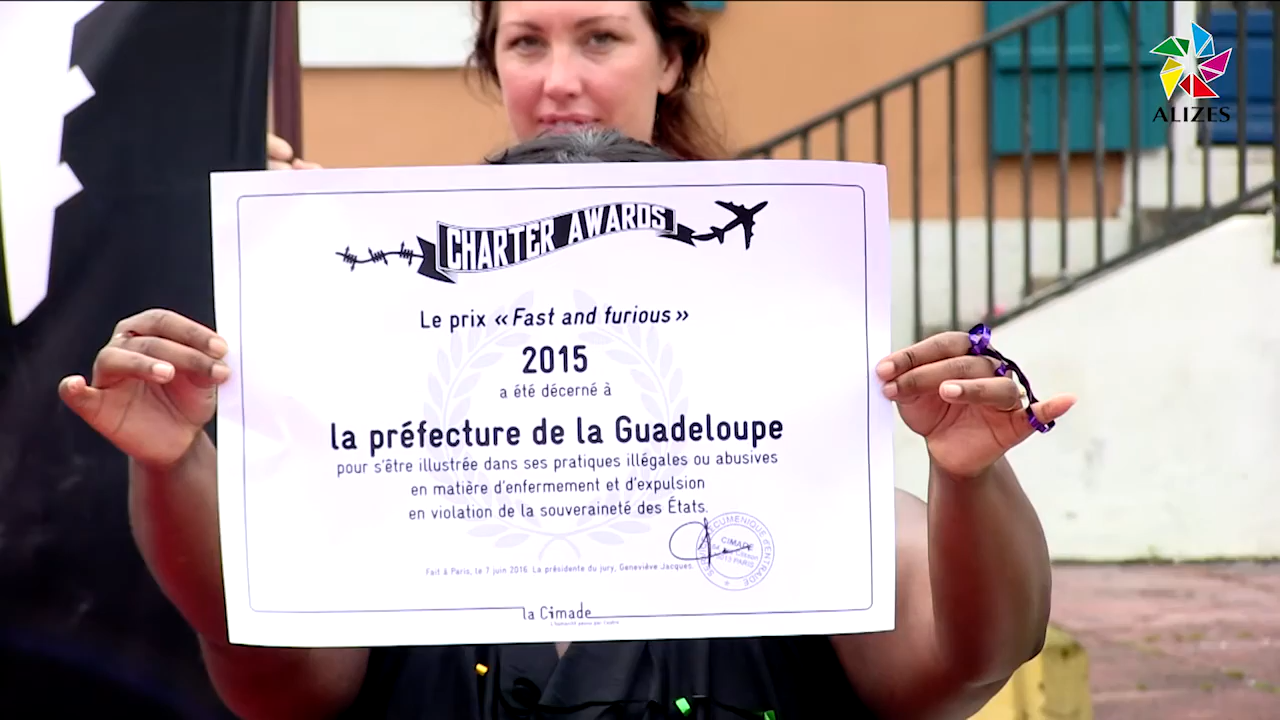 ALIZES
CHARTER AWARDS
Le prix « Fast and furious »
2015
a été décerné à
la préfecture de la Guadeloupe
pour s'être illustrée dans ses pratiques illégales ou abusives
en matière d'enfermement et d'expulsion
en violation de la souveraineté des États.
CUMENIQUE D'ENTRAIDE
CIMADE
PARIS
Fait à Paris, le 7 juin 2016. La présidente du jury, Geneviève Jacques.
la Cimade